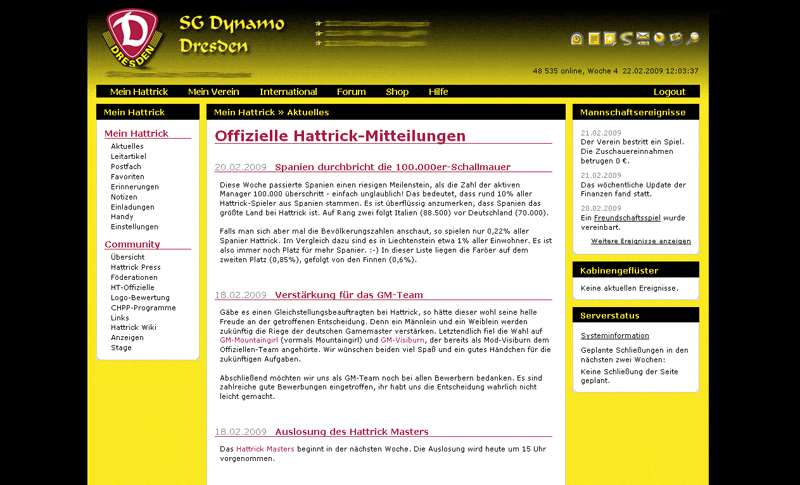 D
DRESDEN
SG Dynamo
Dresden
48 535 online, Woche 4 22.02.2009 12:03:37
Mein Hattrick Mein Verein International Forum Shop Hilfe Logout
Mein Hattrick
Mein Hattrick
Aktuelles
Leitartikel
Postfach
Favoriten
Erinnerungen
Notizen
Einladungen
Handy
Einstellungen
Community
Übersicht
Hattrick Press
Föderationen
HT-Offizielle
Logo-Bewertung
CHPP-Programme
Links
Hattrick Wiki
Anzeigen
Stage
Mein Hattrick » Aktuelles
Offizielle Hattrick-Mitteilungen
20.02.2009 Spanien durchbricht die 100.000er-Schallmauer
Diese Woche passierte Spanien einen riesigen Meilenstein, als die Zahl der aktiven
Manager 100.000 überschritt - einfach unglaublich! Das bedeutet, dass rund 10% aller
Hattrick-Spieler aus Spanien stammen. Es ist überflüssig anzumerken, dass Spanien das
größte Land bei Hattrick ist. Auf Rang zwei folgt Italien (88.500) vor Deutschland (70.000).
Falls man sich aber mal die Bevölkerungszahlen anschaut, so spielen nur 0,22% aller
Spanier Hattrick. Im Vergleich dazu sind es in Liechtenstein etwa 1% aller Einwohner. Es ist
also immer noch Platz für mehr Spanier. :-) In dieser Liste liegen die Faröer auf dem
zweiten Platz (0,85%), gefolgt von den Finnen (0,6%).
18.02.2009 Verstärkung für das GM-Team
Gäbe es einen Gleichstellungsbeauftragten bei Hattrick, so hätte dieser wohl seine helle
Freude an der getroffenen Entscheidung. Denn ein Männlein und ein Weiblein werden
zukünftig die Riege der deutschen Gamemaster verstärken. Letztendlich fiel die Wahl auf
GM-Mountaingirl (vormals Mountaingirl) und GM-Visiburn, der bereits als Mod-Visiburn dem
Offiziellen-Team angehörte. Wir wünschen beiden viel Spaß und ein gutes Händchen für die
zukünftigen Aufgaben.
Abschließend möchten wir uns als GM-Team noch bei allen Bewerbern bedanken. Es sind
zahlreiche gute Bewerbungen eingetroffen, ihr habt uns die Entscheidung wahrlich nicht
leicht gemacht.
18.02.2009 Auslosung des Hattrick Masters
Das Hattrick Masters beginnt in der nächsten Woche. Die Auslosung wird heute um 15 Uhr
vorgenommen.
Mannschaftsereignisse
21.02.2009
Der Verein bestritt ein Spiel.
Die Zuschauereinnahmen
betrugen 0 €.
21.02.2009
Das wöchentliche Update der
Finanzen fand statt.
20.02.2009
Ein Freundschaftsspiel wurde
vereinbart.
Weitere Ereignisse anzeigen
Kabinengeflüster
Keine aktuellen Ereignisse.
Serverstatus
Systeminformation
Geplante Schließungen in den
nächsten zwei Wochen:
Keine Schließung der Seite
geplant.